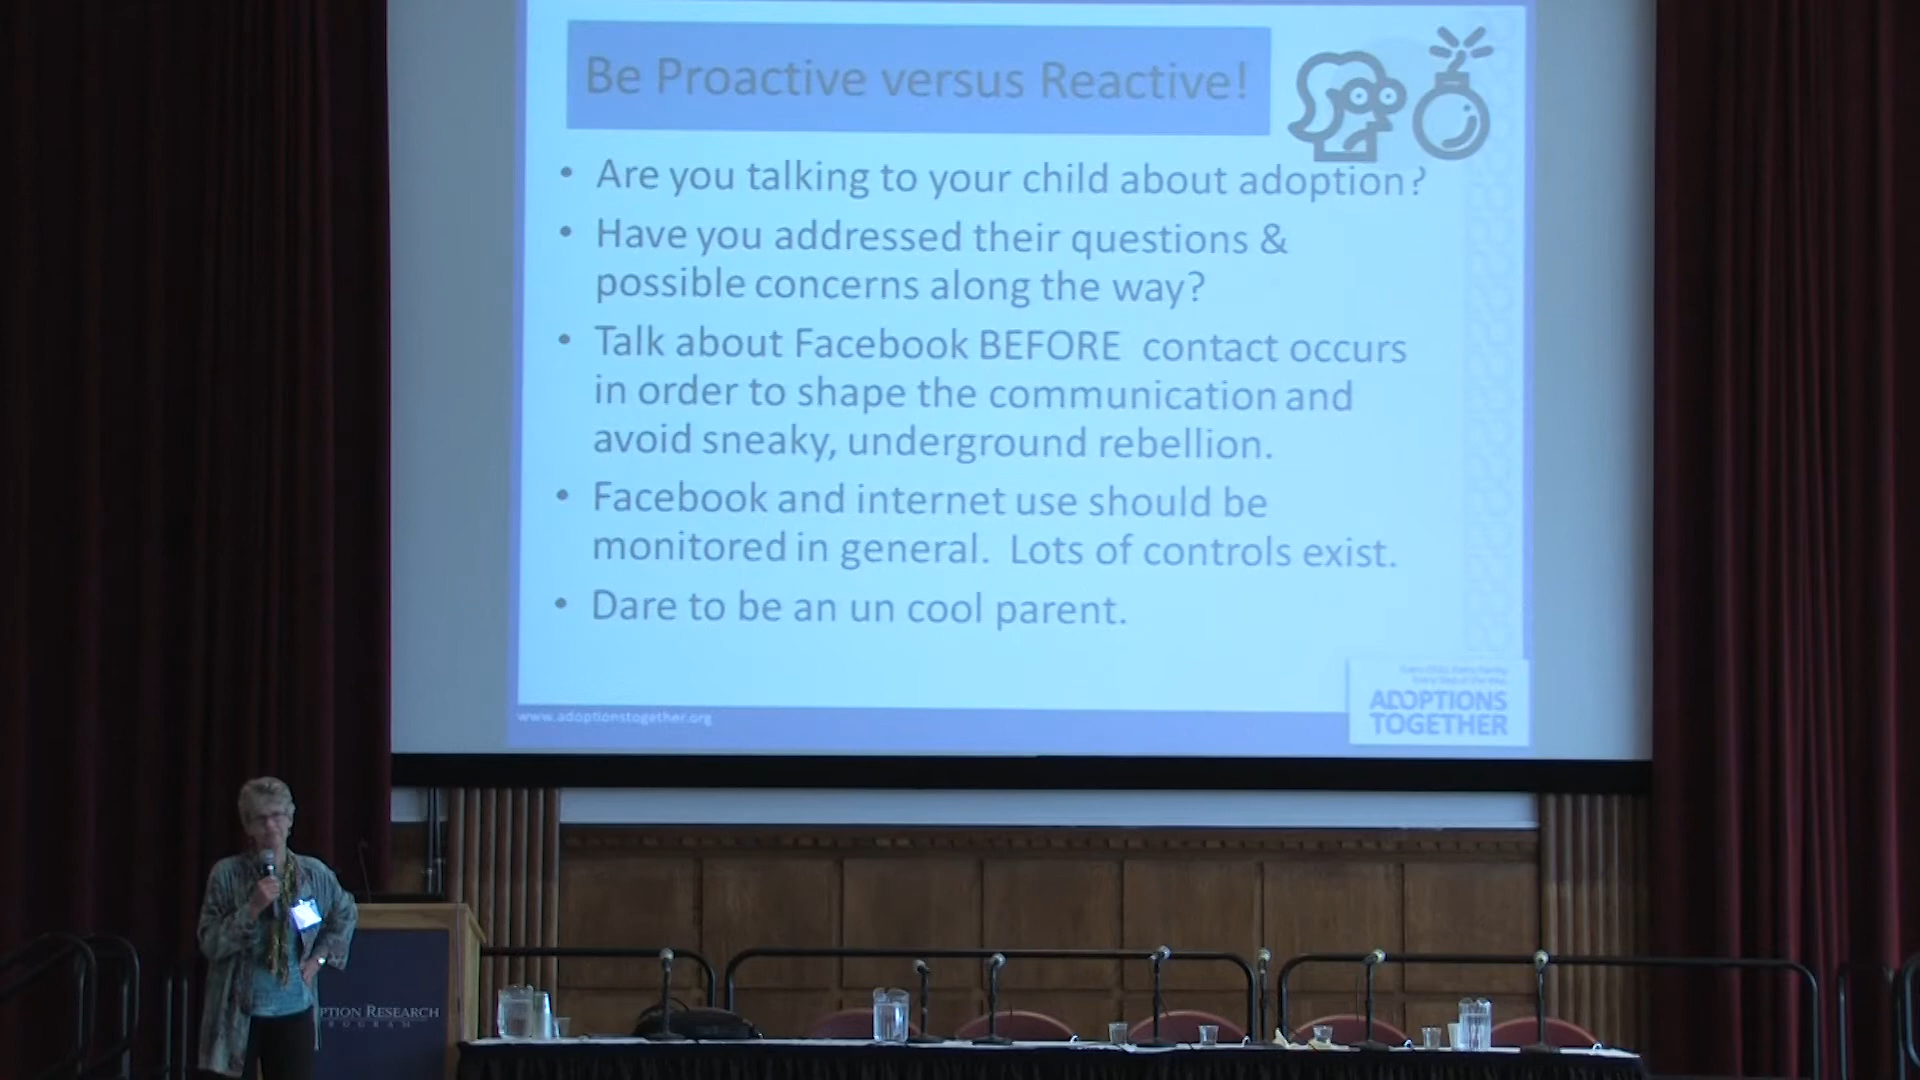 Be Proactive versus Reactive!
• Are you talking to your child about adoption?
• Have you addressed their questions &
possible concerns along the way?
• Talk about Facebook BEFORE contact occurs
in order to shape the communication and
avoid sneaky, underground rebellion.
• Facebook and internet use should be
monitored in general. Lots of controls exist.
• Dare to be an un cool parent.
www.adoptionstogether.org
ADOPTIONS
TOGETHER
PTION RESEARCH
ROGRAM